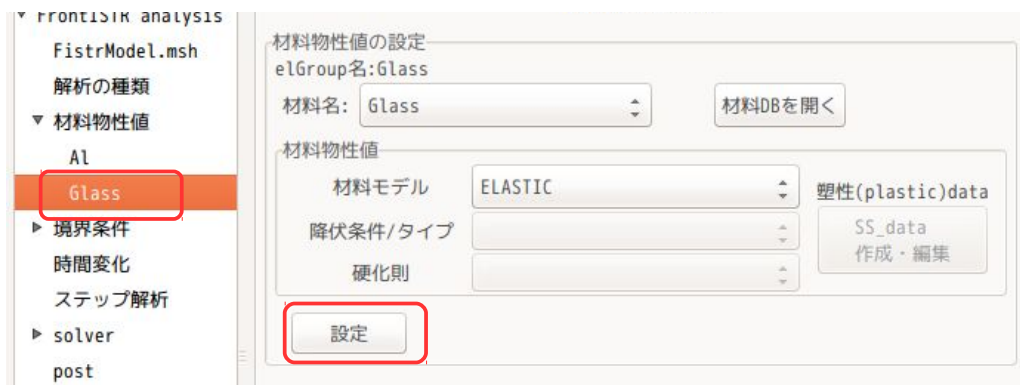 FrontISTR analysis
FistrModel.msh
解析の種類
材料物性値
Al
Glass
境界条件
時間変化
ステップ解析
solver
post
材料物性値の設定
elGroup名:Glass
材料名: Glass
材料DBを開く
材料物性値
材料モデル ELASTIC
降伏条件/タイプ
硬化則
塑性(plastic)data
SS_data
作成・編集
設定